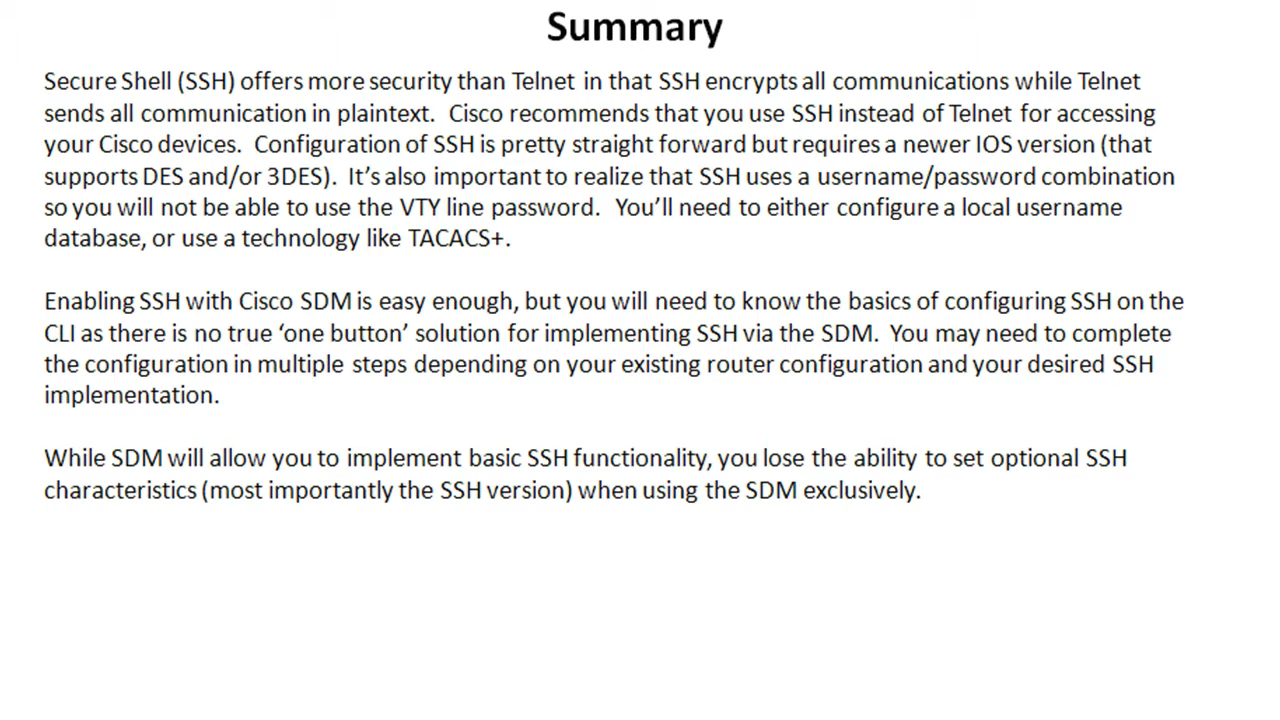 Summary
Secure Shell (SSH) offers more security than Telnet in that SSH encrypts all communications while Telnet
sends all communication in plaintext.  Cisco recommends that you use SSH instead of Telnet for accessing
your Cisco devices.  Configuration of SSH is pretty straight forward but requires a newer IOS version (that
supports DES and/or 3DES).  It’s also important to realize that SSH uses a username/password combination
so you will not be able to use the VTY line password.  You’ll need to either configure a local username
database, or use a technology like TACACS+.
Enabling SSH with Cisco SDM is easy enough, but you will need to know the basics of configuring SSH on the
CLI as there is no true ‘one button’ solution for implementing SSH via the SDM.  You may need to complete
the configuration in multiple steps depending on your existing router configuration and your desired SSH
implementation.
While SDM will allow you to implement basic SSH functionality, you lose the ability to set optional SSH
characteristics (most importantly the SSH version) when using the SDM exclusively.